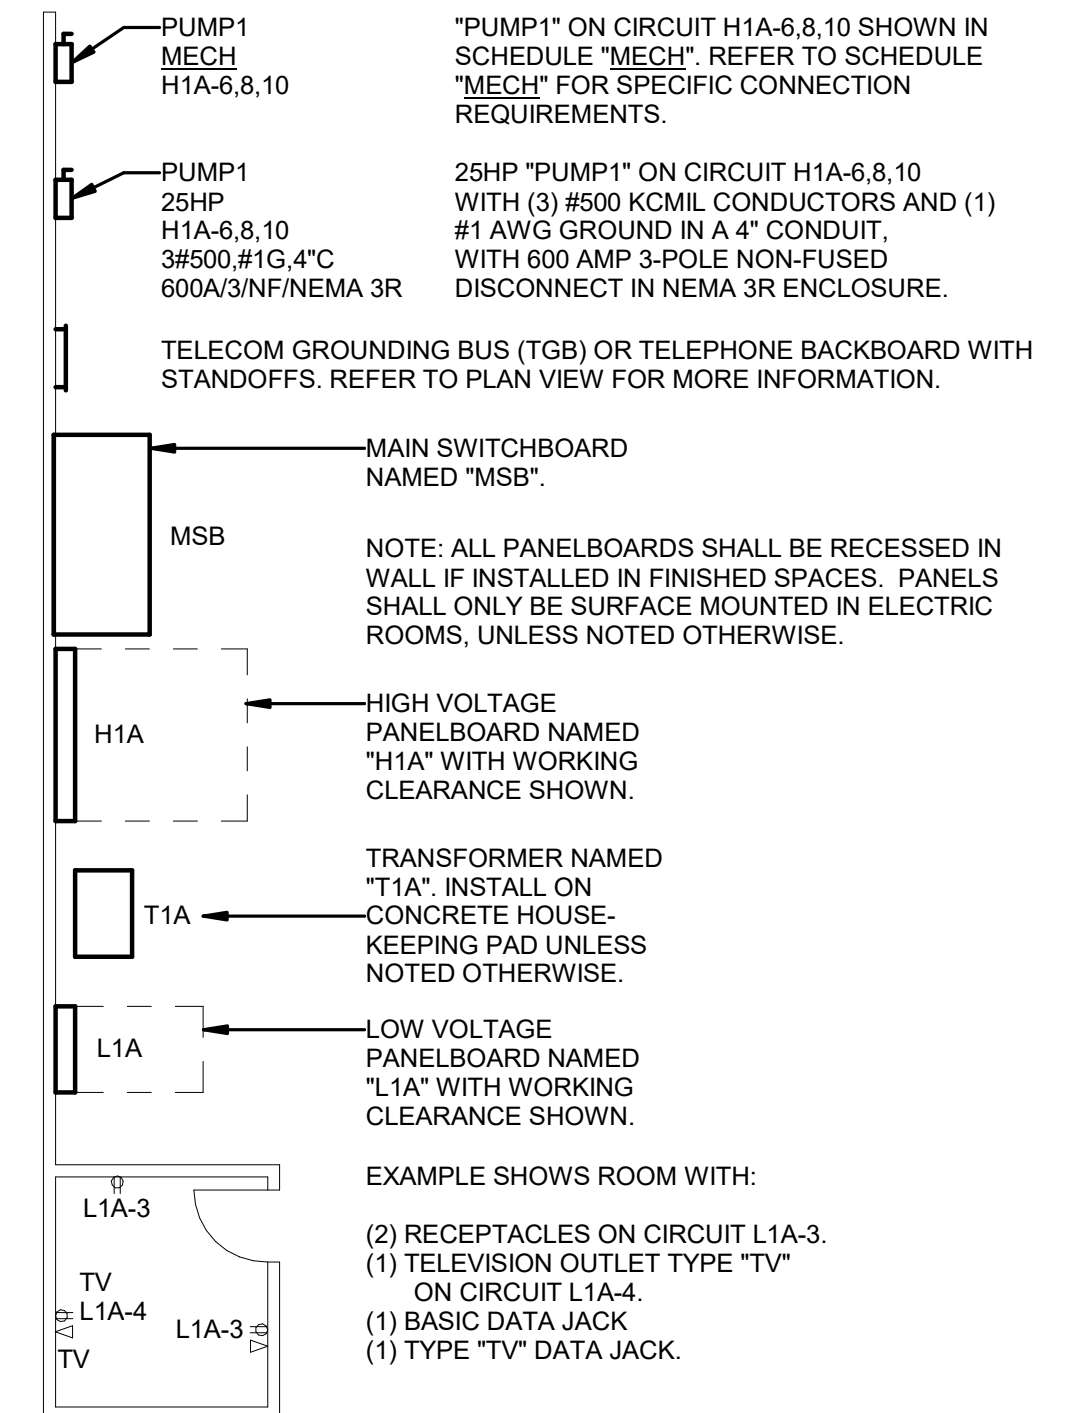 PUMP1
MECH
H1A-6,8,10
"PUMP1" ON CIRCUIT H1A-6,8,10 SHOWN IN
SCHEDULE "MECH". REFER TO SCHEDULE
"MECH" FOR SPECIFIC CONNECTION
REQUIREMENTS.
PUMP1
25HP
H1A-6,8,10
3#500,#1G,4"C
600A/3/NF/NEMA 3R
25HP "PUMP1" ON CIRCUIT H1A-6,8,10
WITH (3) #500 KCMIL CONDUCTORS AND (1)
#1 AWG GROUND IN A 4" CONDUIT,
WITH 600 AMP 3-POLE NON-FUSED
DISCONNECT IN NEMA 3R ENCLOSURE.
TELECOM GROUNDING BUS (TGB) OR TELEPHONE BACKBOARD WITH
STANDOFFS. REFER TO PLAN VIEW FOR MORE INFORMATION.
MAIN SWITCHBOARD
NAMED "MSB".
MSB
NOTE: ALL PANELBOARDS SHALL BE RECESSED IN
WALL IF INSTALLED IN FINISHED SPACES.  PANELS
SHALL ONLY BE SURFACE MOUNTED IN ELECTRIC
ROOMS, UNLESS NOTED OTHERWISE.
H1A
HIGH VOLTAGE
PANELBOARD NAMED
"H1A" WITH WORKING
CLEARANCE SHOWN.
T1A
TRANSFORMER NAMED
"T1A". INSTALL ON
CONCRETE HOUSE-
KEEPING PAD UNLESS
NOTED OTHERWISE.
L1A
LOW VOLTAGE
PANELBOARD NAMED
"L1A" WITH WORKING
CLEARANCE SHOWN.
L1A-3
TV
L1A-4
L1A-3
TV
EXAMPLE SHOWS ROOM WITH:
(2) RECEPTACLES ON CIRCUIT L1A-3.
(1) TELEVISION OUTLET TYPE "TV"
ON CIRCUIT L1A-4.
(1) BASIC DATA JACK
(1) TYPE "TV" DATA JACK.